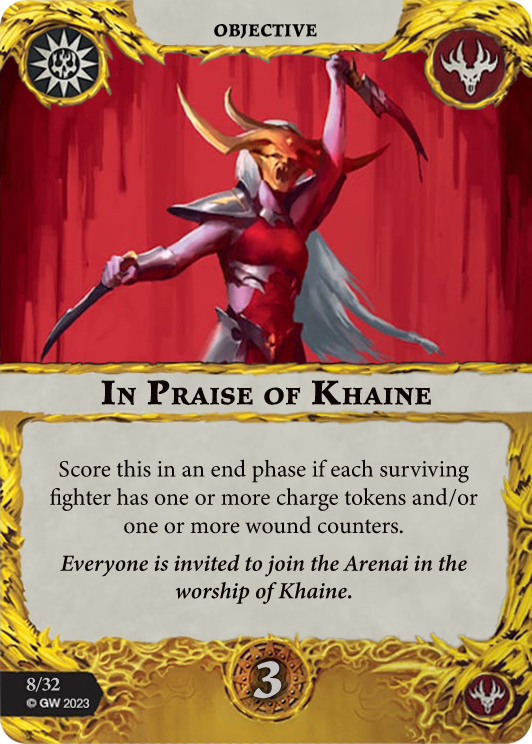 OBJECTIVE
In Praise of Khaine
Score this in an end phase if each surviving
fighter has one or more charge tokens and/or
one or more wound counters.
Everyone is invited to join the Arenai in the
worship of Khaine.
3
8/32
© GW 2023